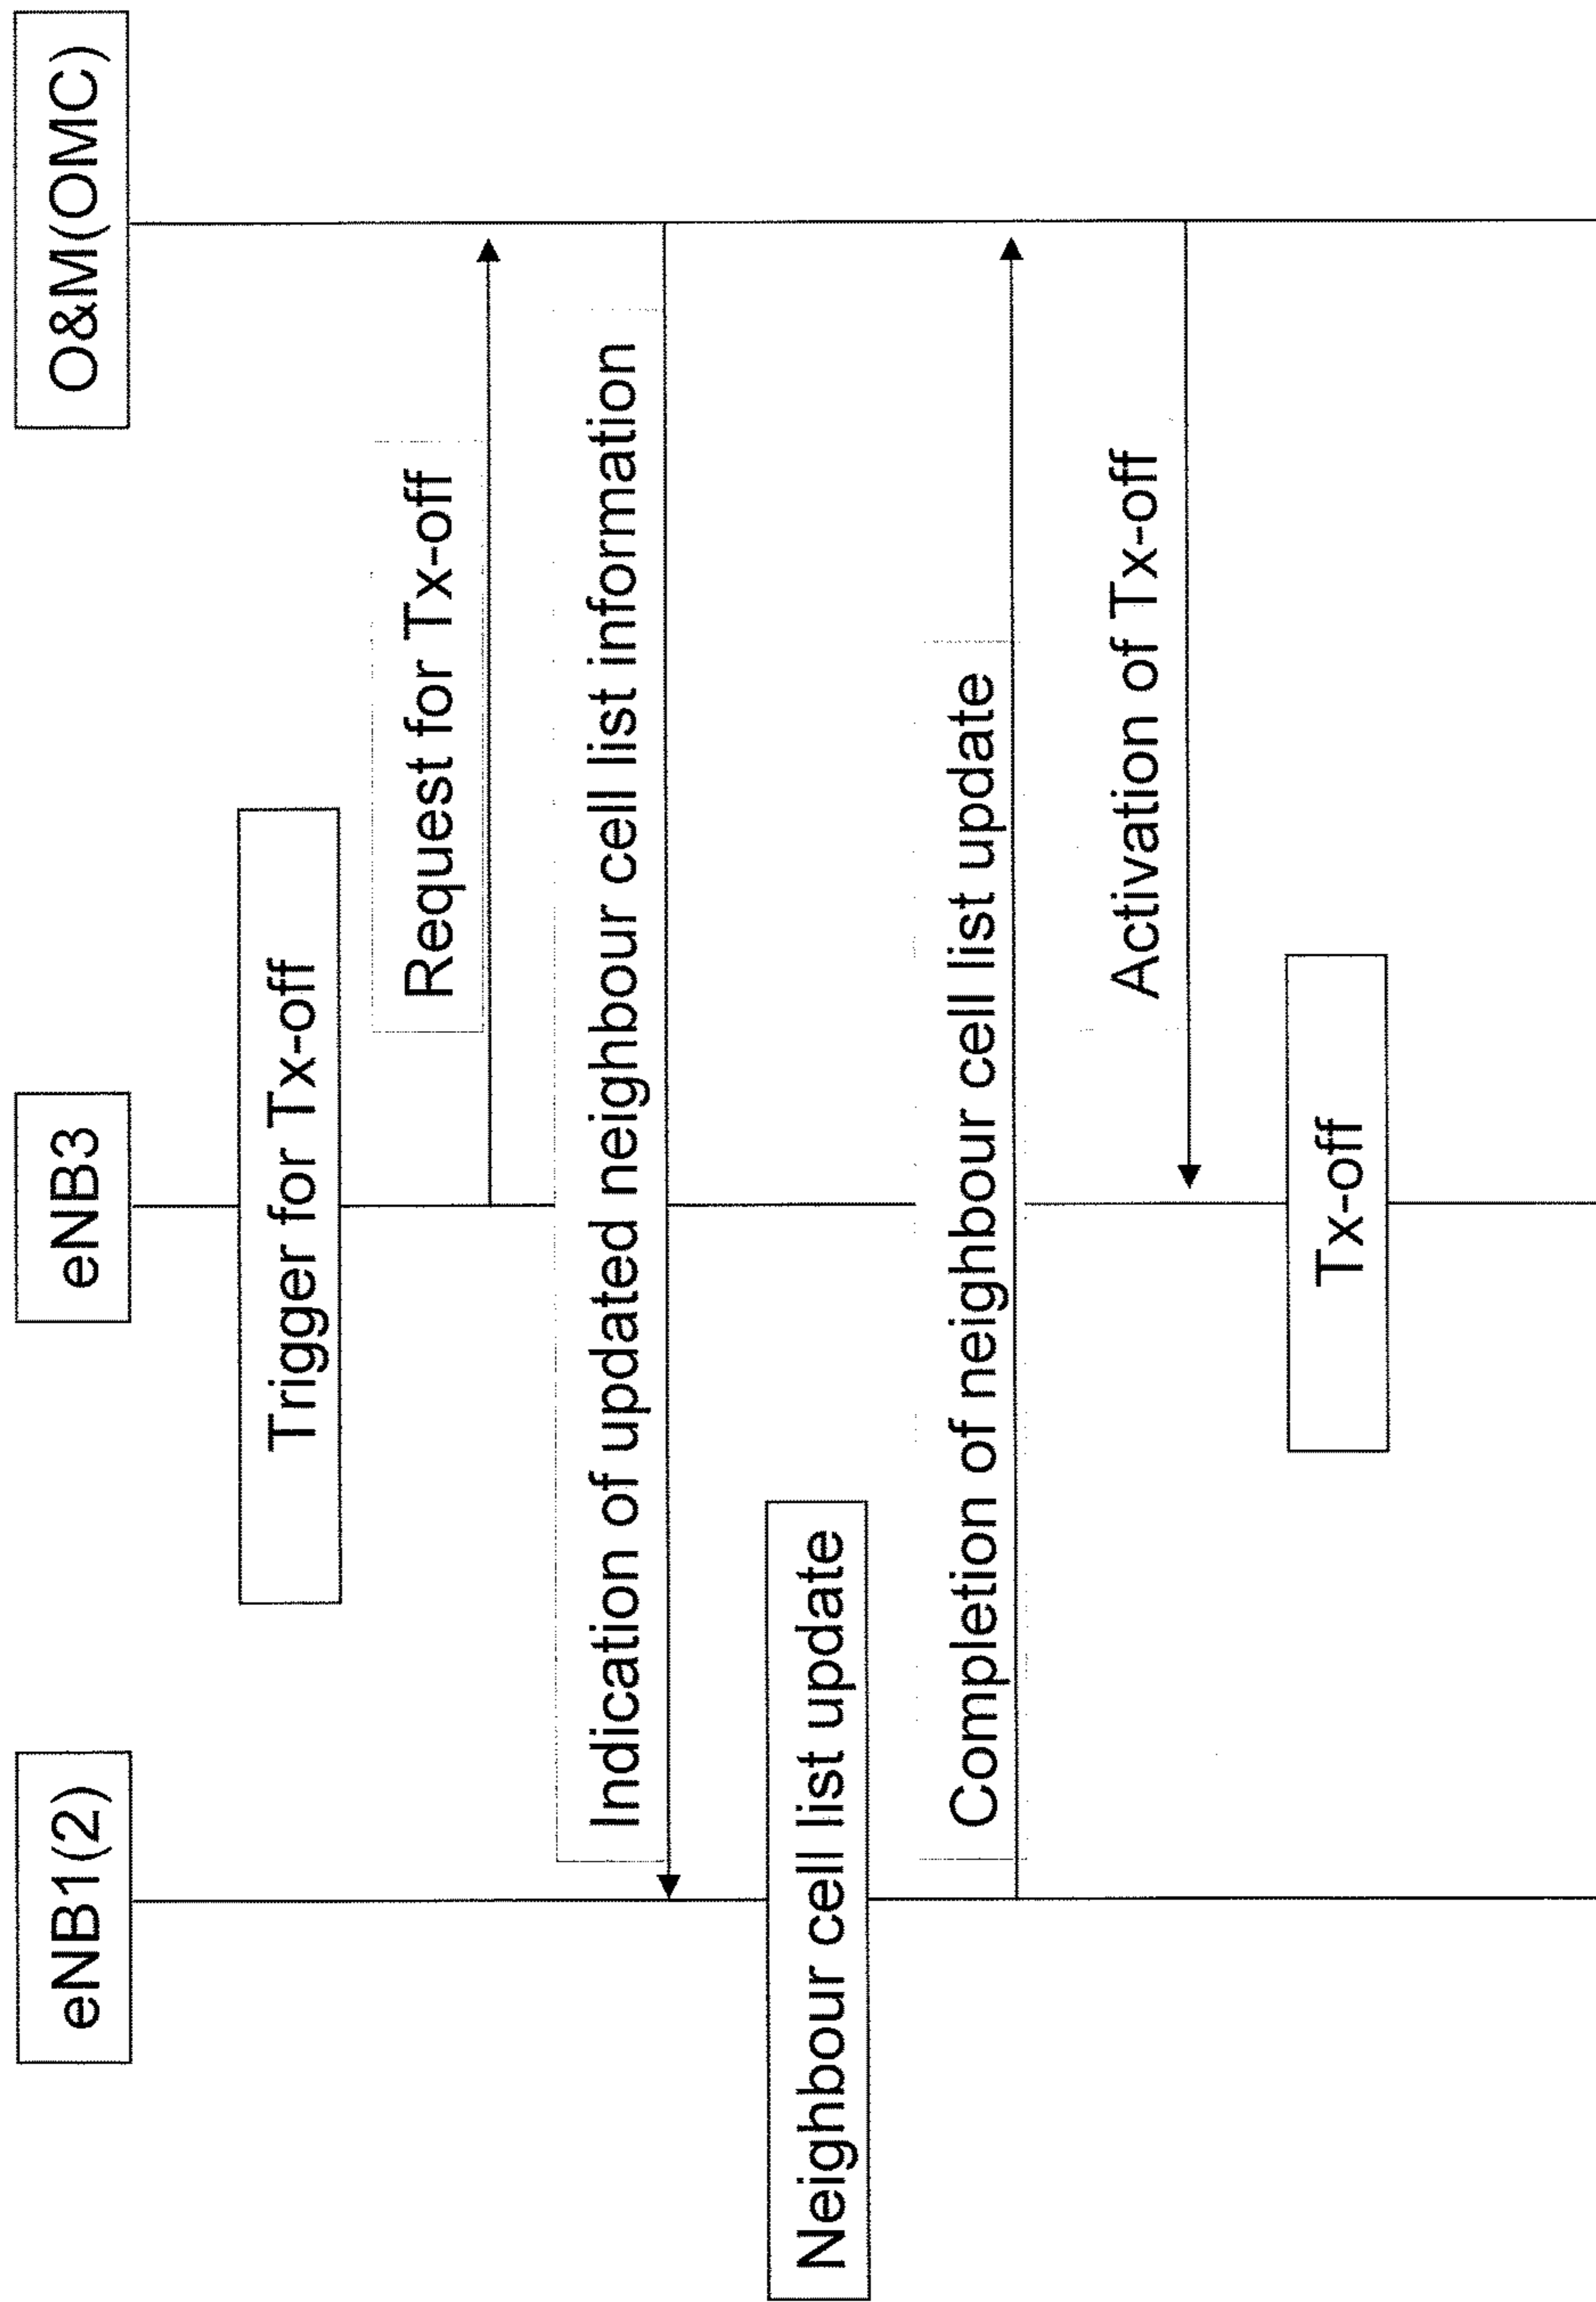 eNB1(2)
eNB3
O&M(OMC)
Trigger for Tx-off
Request for Tx-off
Indication of updated neighbour cell list information
Neighbour cell list update
Completion of neighbour cell list update
Activation of Tx-off
Tx-off